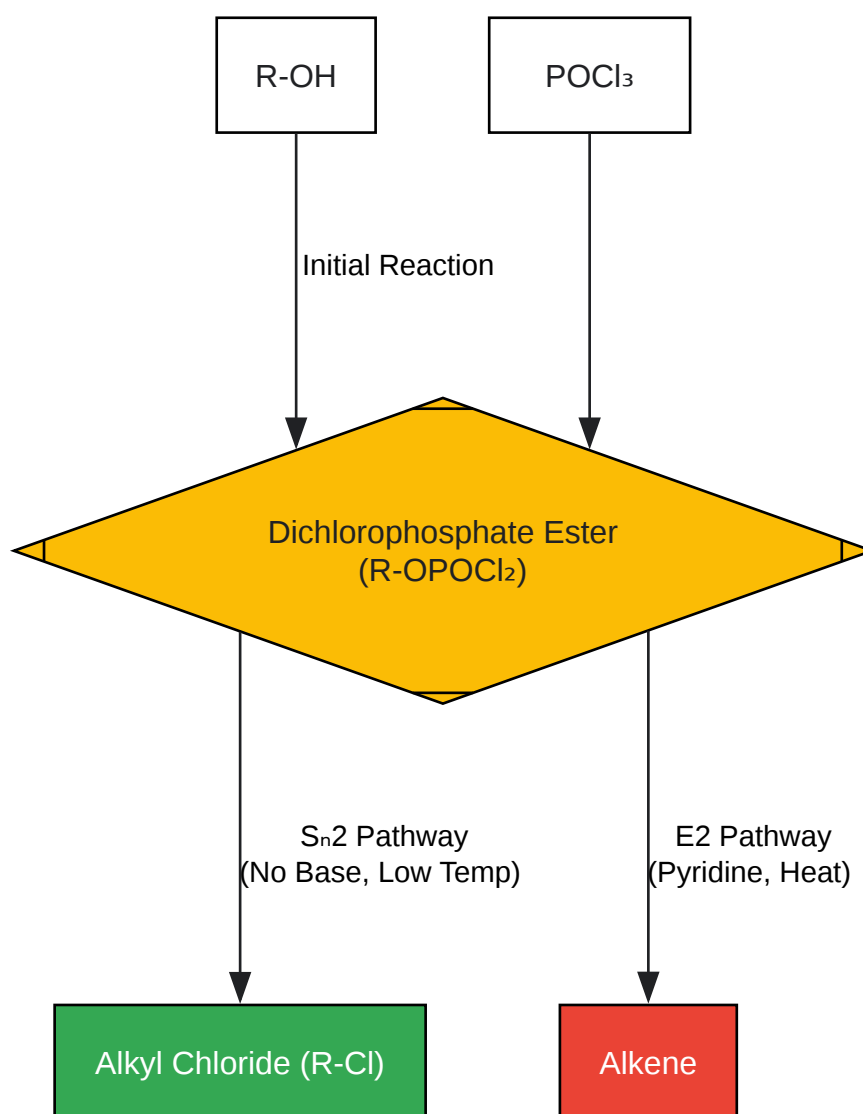 R-OH
POCl₃
Initial Reaction
Dichlorophosphate Ester
(R-OPOCl₂)
Sₙ2 Pathway
(No Base, Low Temp)
E2 Pathway
(Pyridine, Heat)
Alkyl Chloride (R-Cl)
Alkene